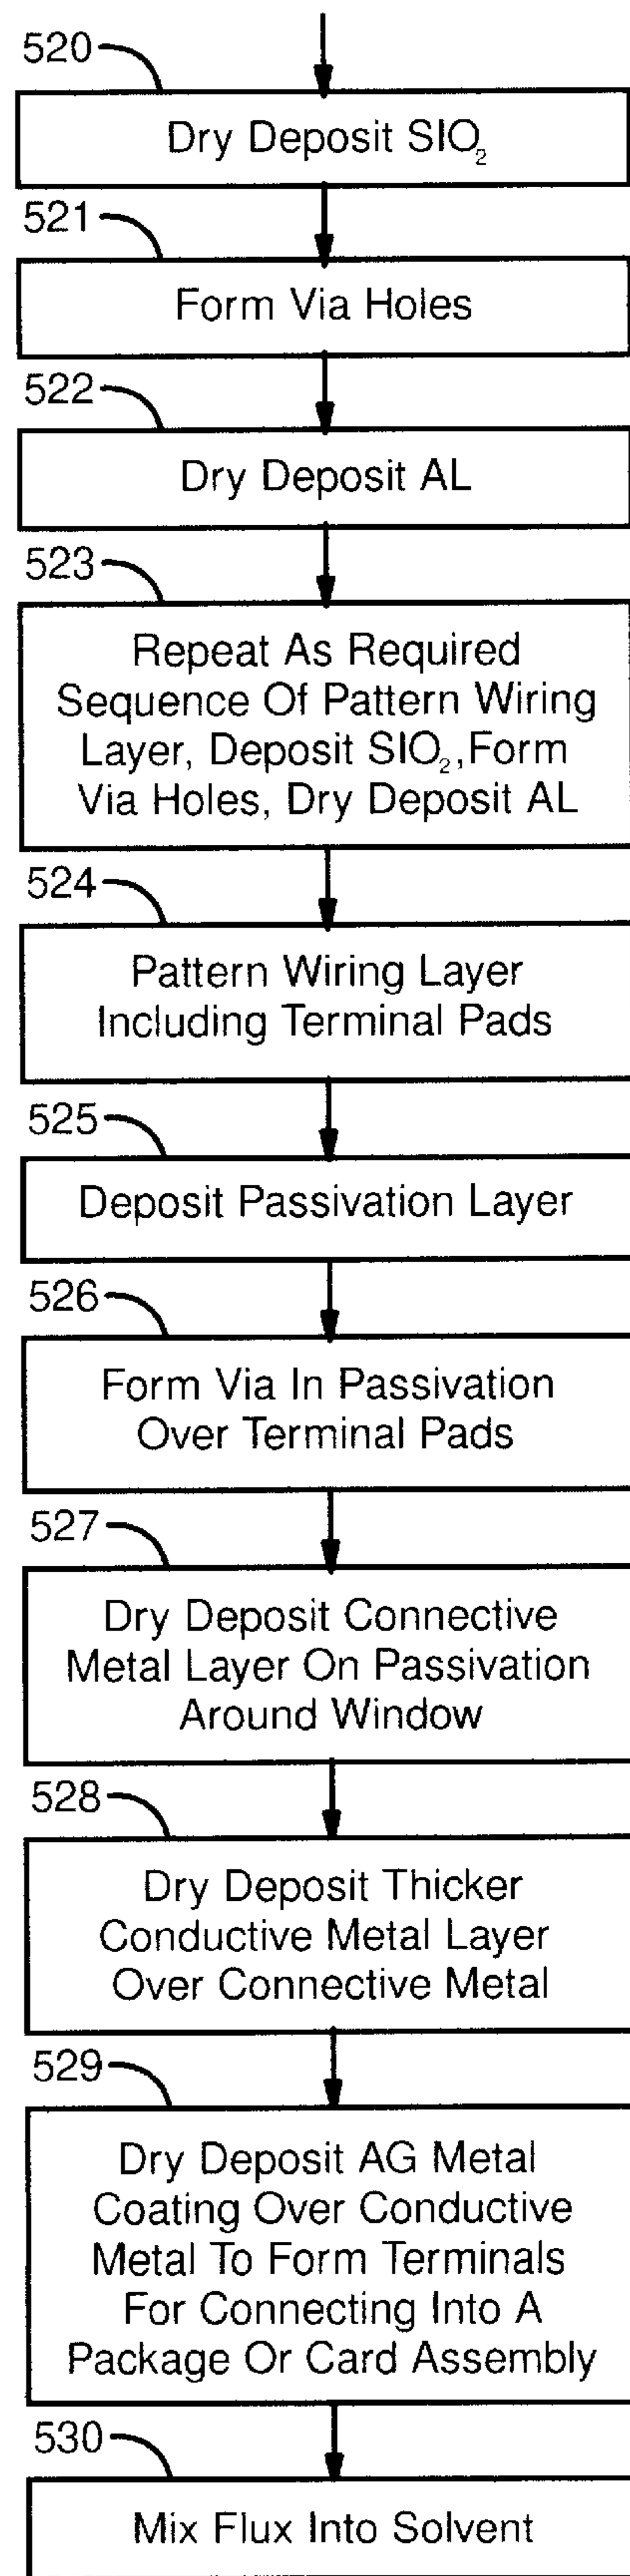 520
Dry Deposit SIO₂
521
Form Via Holes
522
Dry Deposit AL
523
Repeat As Required
Sequence Of Pattern Wiring
Layer, Deposit SIO₂,Form
Via Holes, Dry Deposit AL
524
Pattern Wiring Layer
Including Terminal Pads
525
Deposit Passivation Layer
526
Form Via In Passivation
Over Terminal Pads
527
Dry Deposit Connective
Metal Layer On Passivation
Around Window
528
Dry Deposit Thicker
Conductive Metal Layer
Over Connective Metal
529
Dry Deposit AG Metal
Coating Over Conductive
Metal To Form Terminals
For Connecting Into A
Package Or Card Assembly
530
Mix Flux Into Solvent